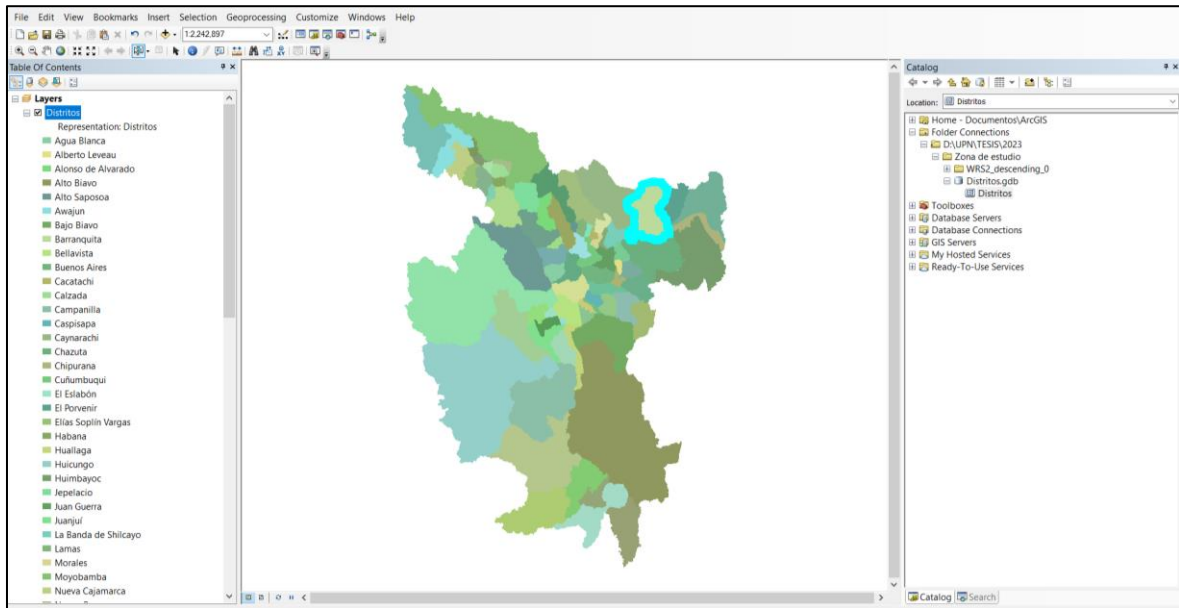 File Edit View Bookmarks Insert Selection Geoprocessing Customize Windows Help
1:2,242,897
Table Of Contents
Layers
Distritos
Representation: Distritos
Agua Blanca
Alberto Leveau
Alonso de Alvarado
Alto Biavo
Alto Saposoa
Awajun
Bajo Biavo
Barranquita
Bellavista
Buenos Aires
Cacatachi
Calzada
Campanilla
Caspisapa
Caynarachi
Chazuta
Chipurana
Cuñumbuqui
El Eslabón
El Porvenir
Elías Soplín Vargas
Habana
Huallaga
Huicungo
Huimbayoc
Jepelacio
Juan Guerra
Juanjuí
La Banda de Shilcayo
Lamas
Morales
Moyobamba
Nueva Cajamarca
Catalog
Location: Distritos
Home - Documentos\ArcGIS
Folder Connections
D:\UPN\TESIS\2023
Zona de estudio
WRS2_descending_0
Distritos.gdb
Distritos
Toolboxes
Database Servers
Database Connections
GIS Servers
My Hosted Services
Ready-To-Use Services
Catalog Search